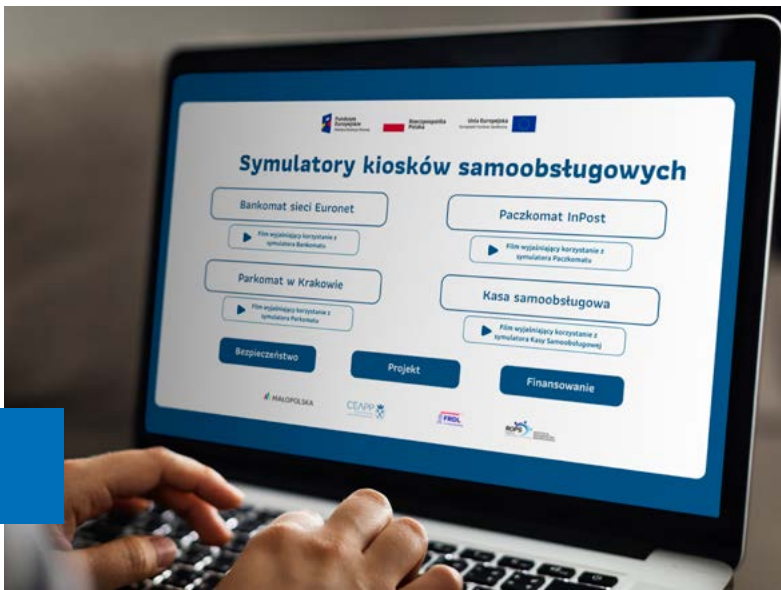 Fundusze
Europejskie
Rzeczpospolita
Polska
Unia Europejska
Symulatory kiosków samoobsługowych
Bankomat sieci Euronet
Film wyjaśniający korzystanie z
symulatora Bankomatu
Paczkomat InPost
Film wyjaśniający korzystanie z
symulatora Paczkomatu
Parkomat w Krakowie
Film wyjaśniający korzystanie z
symulatora Parkomatu
Kasa samoobsługowa
Film wyjaśniający korzystanie z
symulatora Kasy Samoobsługowej
Bezpieczeństwo
Projekt
Finansowanie
MAŁOPOLSKA
CEAPP
FRDL
ROPS